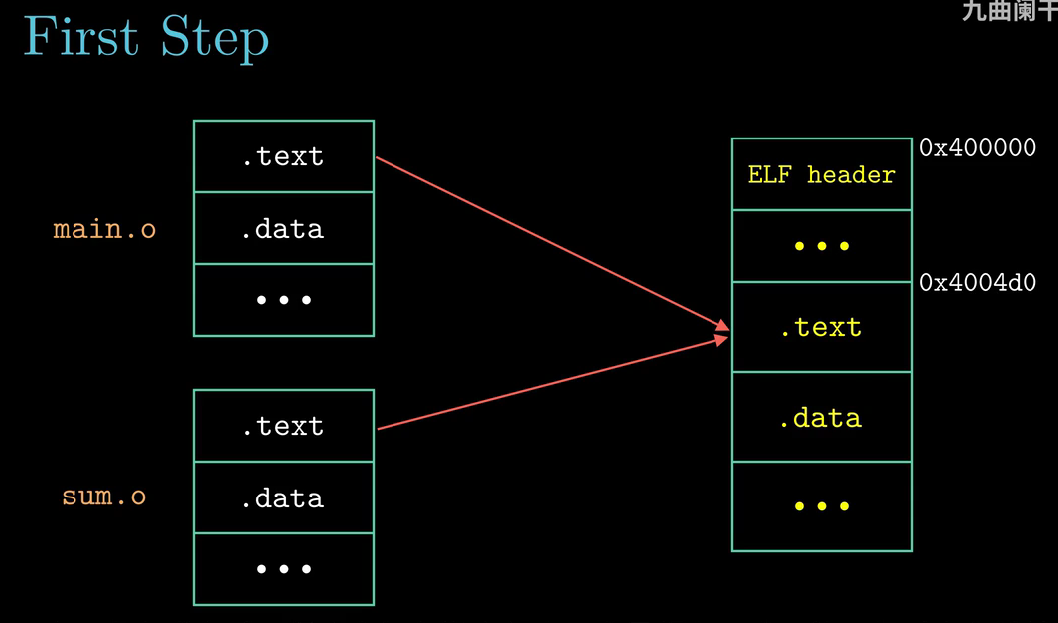 九曲阑干
First Step
main.o
.text
.data
...
sum.o
.text
.data
...
ELF header
0x400000
...
0x4004d0
.text
.data
...